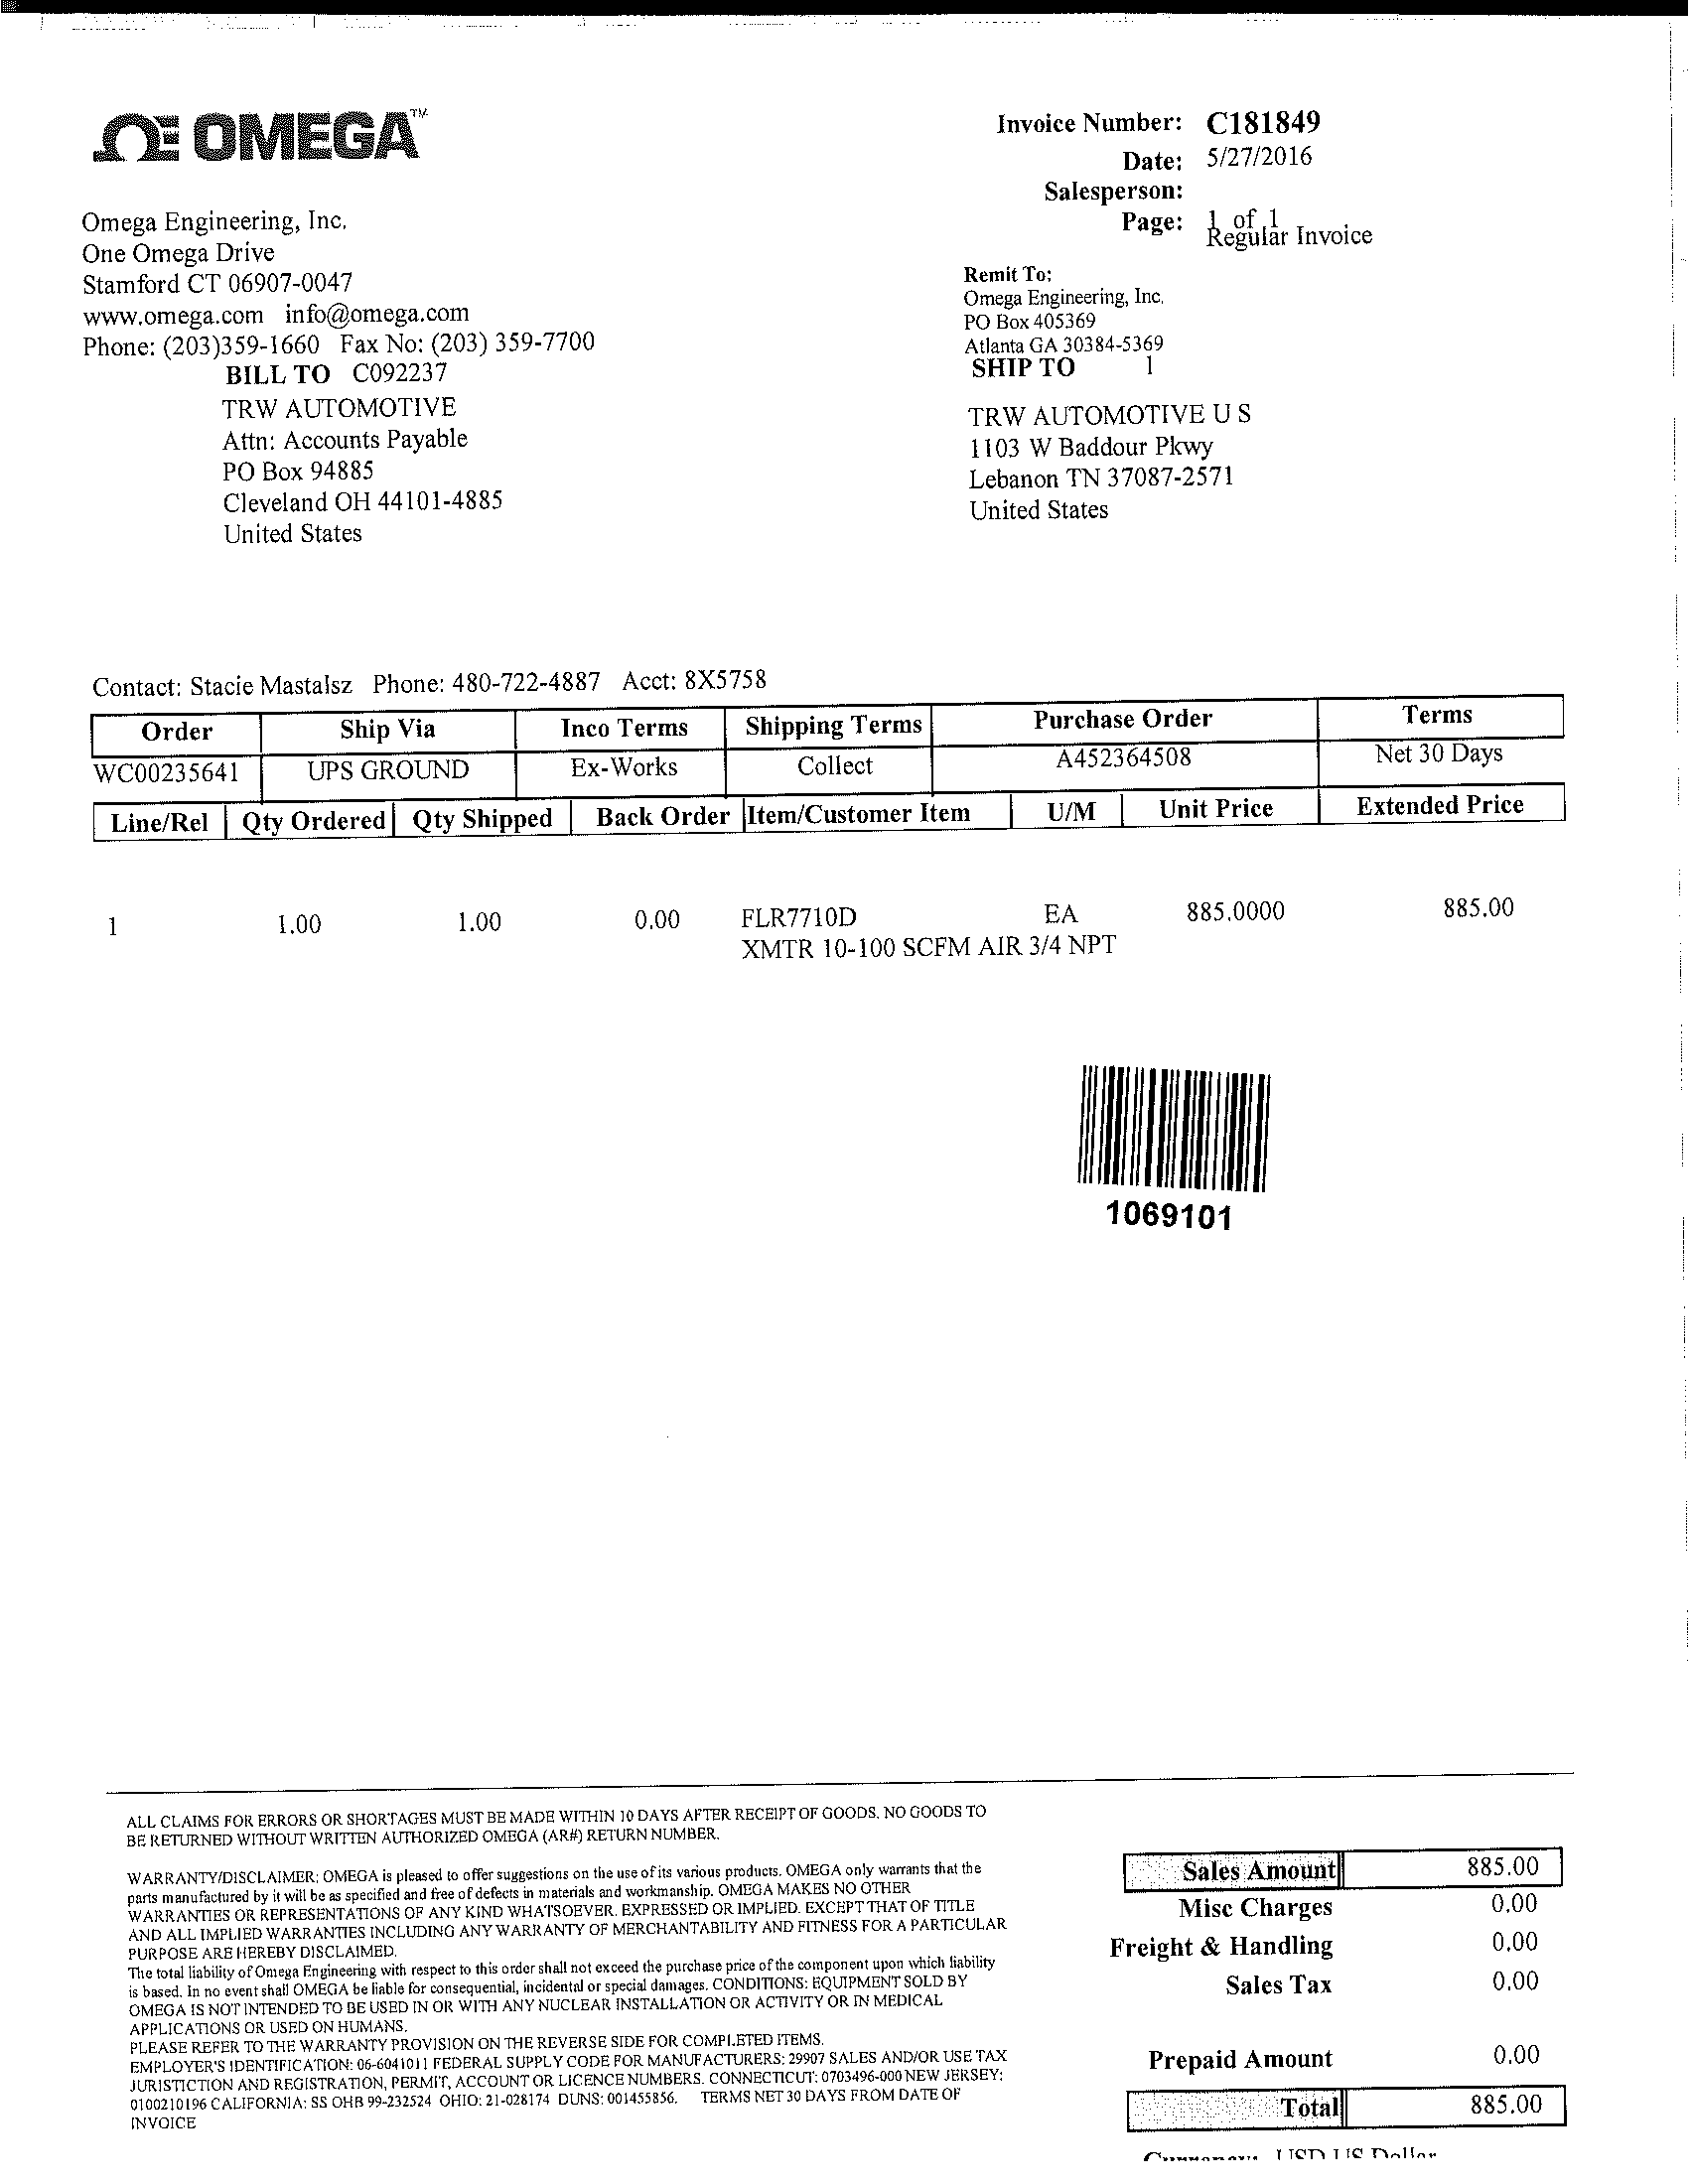 OMEGA™
Invoice Number: C181849
Date: 5/27/2016
Salesperson:
Page: 1 of 1
Regular Invoice
Omega Engineering, Inc.
One Omega Drive
Stamford CT 06907-0047
www.omega.com info@omega.com
Phone: (203)359-1660 Fax No: (203) 359-7700
Remit To:
Omega Engineering, Inc.
PO Box 405369
Atlanta GA 30384-5369
BILL TO C092237
TRW AUTOMOTIVE
Attn: Accounts Payable
PO Box 94885
Cleveland OH 44101-4885
United States
SHIP TO 1
TRW AUTOMOTIVE U S
1103 W Baddour Pkwy
Lebanon TN 37087-2571
United States
Contact: Stacie Mastalsz Phone: 480-722-4887 Acct: 8X5758
Order Ship Via Inco Terms Shipping Terms Purchase Order Terms
WC00235641 UPS GROUND Ex-Works Collect A452364508 Net 30 Days
Line/Rel Qty Ordered Qty Shipped Back Order Item/Customer Item U/M Unit Price Extended Price
1 1.00 1.00 0.00 FLR7710D EA 885.0000 885.00
XMTR 10-100 SCFM AIR 3/4 NPT
1069101
ALL CLAIMS FOR ERRORS OR SHORTAGES MUST BE MADE WITHIN 10 DAYS AFTER RECEIPT OF GOODS. NO GOODS TO
BE RETURNED WITHOUT WRITTEN AUTHORIZED OMEGA (AR#) RETURN NUMBER.
WARRANTY/DISCLAIMER: OMEGA is pleased to offer suggestions on the use of its various products. OMEGA only warrants that the
parts manufactured by it will be as specified and free of defects in materials and workmanship. OMEGA MAKES NO OTHER
WARRANTIES OR REPRESENTATIONS OF ANY KIND WHATSOEVER. EXPRESSED OR IMPLIED. EXCEPT THAT OF TITLE
AND ALL IMPLIED WARRANTIES INCLUDING ANY WARRANTY OF MERCHANTABILITY AND FITNESS FOR A PARTICULAR
PURPOSE ARE HEREBY DISCLAIMED.
The total liability of Omega Engineering with respect to this order shall not exceed the purchase price of the component upon which liability
is based. In no event shall OMEGA be liable for consequential, incidental or special damages. CONDITIONS: EQUIPMENT SOLD BY
OMEGA IS NOT INTENDED TO BE USED IN OR WITH ANY NUCLEAR INSTALLATION OR ACTIVITY OR IN MEDICAL
APPLICATIONS OR USED ON HUMANS.
PLEASE REFER TO THE WARRANTY PROVISION ON THE REVERSE SIDE FOR COMPLETED ITEMS.
EMPLOYER'S IDENTIFICATION: 06-6041011 FEDERAL SUPPLY CODE FOR MANUFACTURERS: 29907 SALES AND/OR USE TAX
JURISTICTION AND REGISTRATION, PERMIT, ACCOUNT OR LICENCE NUMBERS. CONNECTICUT: 0703496-000 NEW JERSEY:
0100210196 CALIFORNIA: SS OHB 99-232524 OHIO: 21-028174 DUNS: 001455856. TERMS NET 30 DAYS FROM DATE OF
INVOICE
Sales Amount 885.00
Misc Charges 0.00
Freight & Handling 0.00
Sales Tax 0.00
Prepaid Amount 0.00
Total 885.00
Currency: USD US Dollar